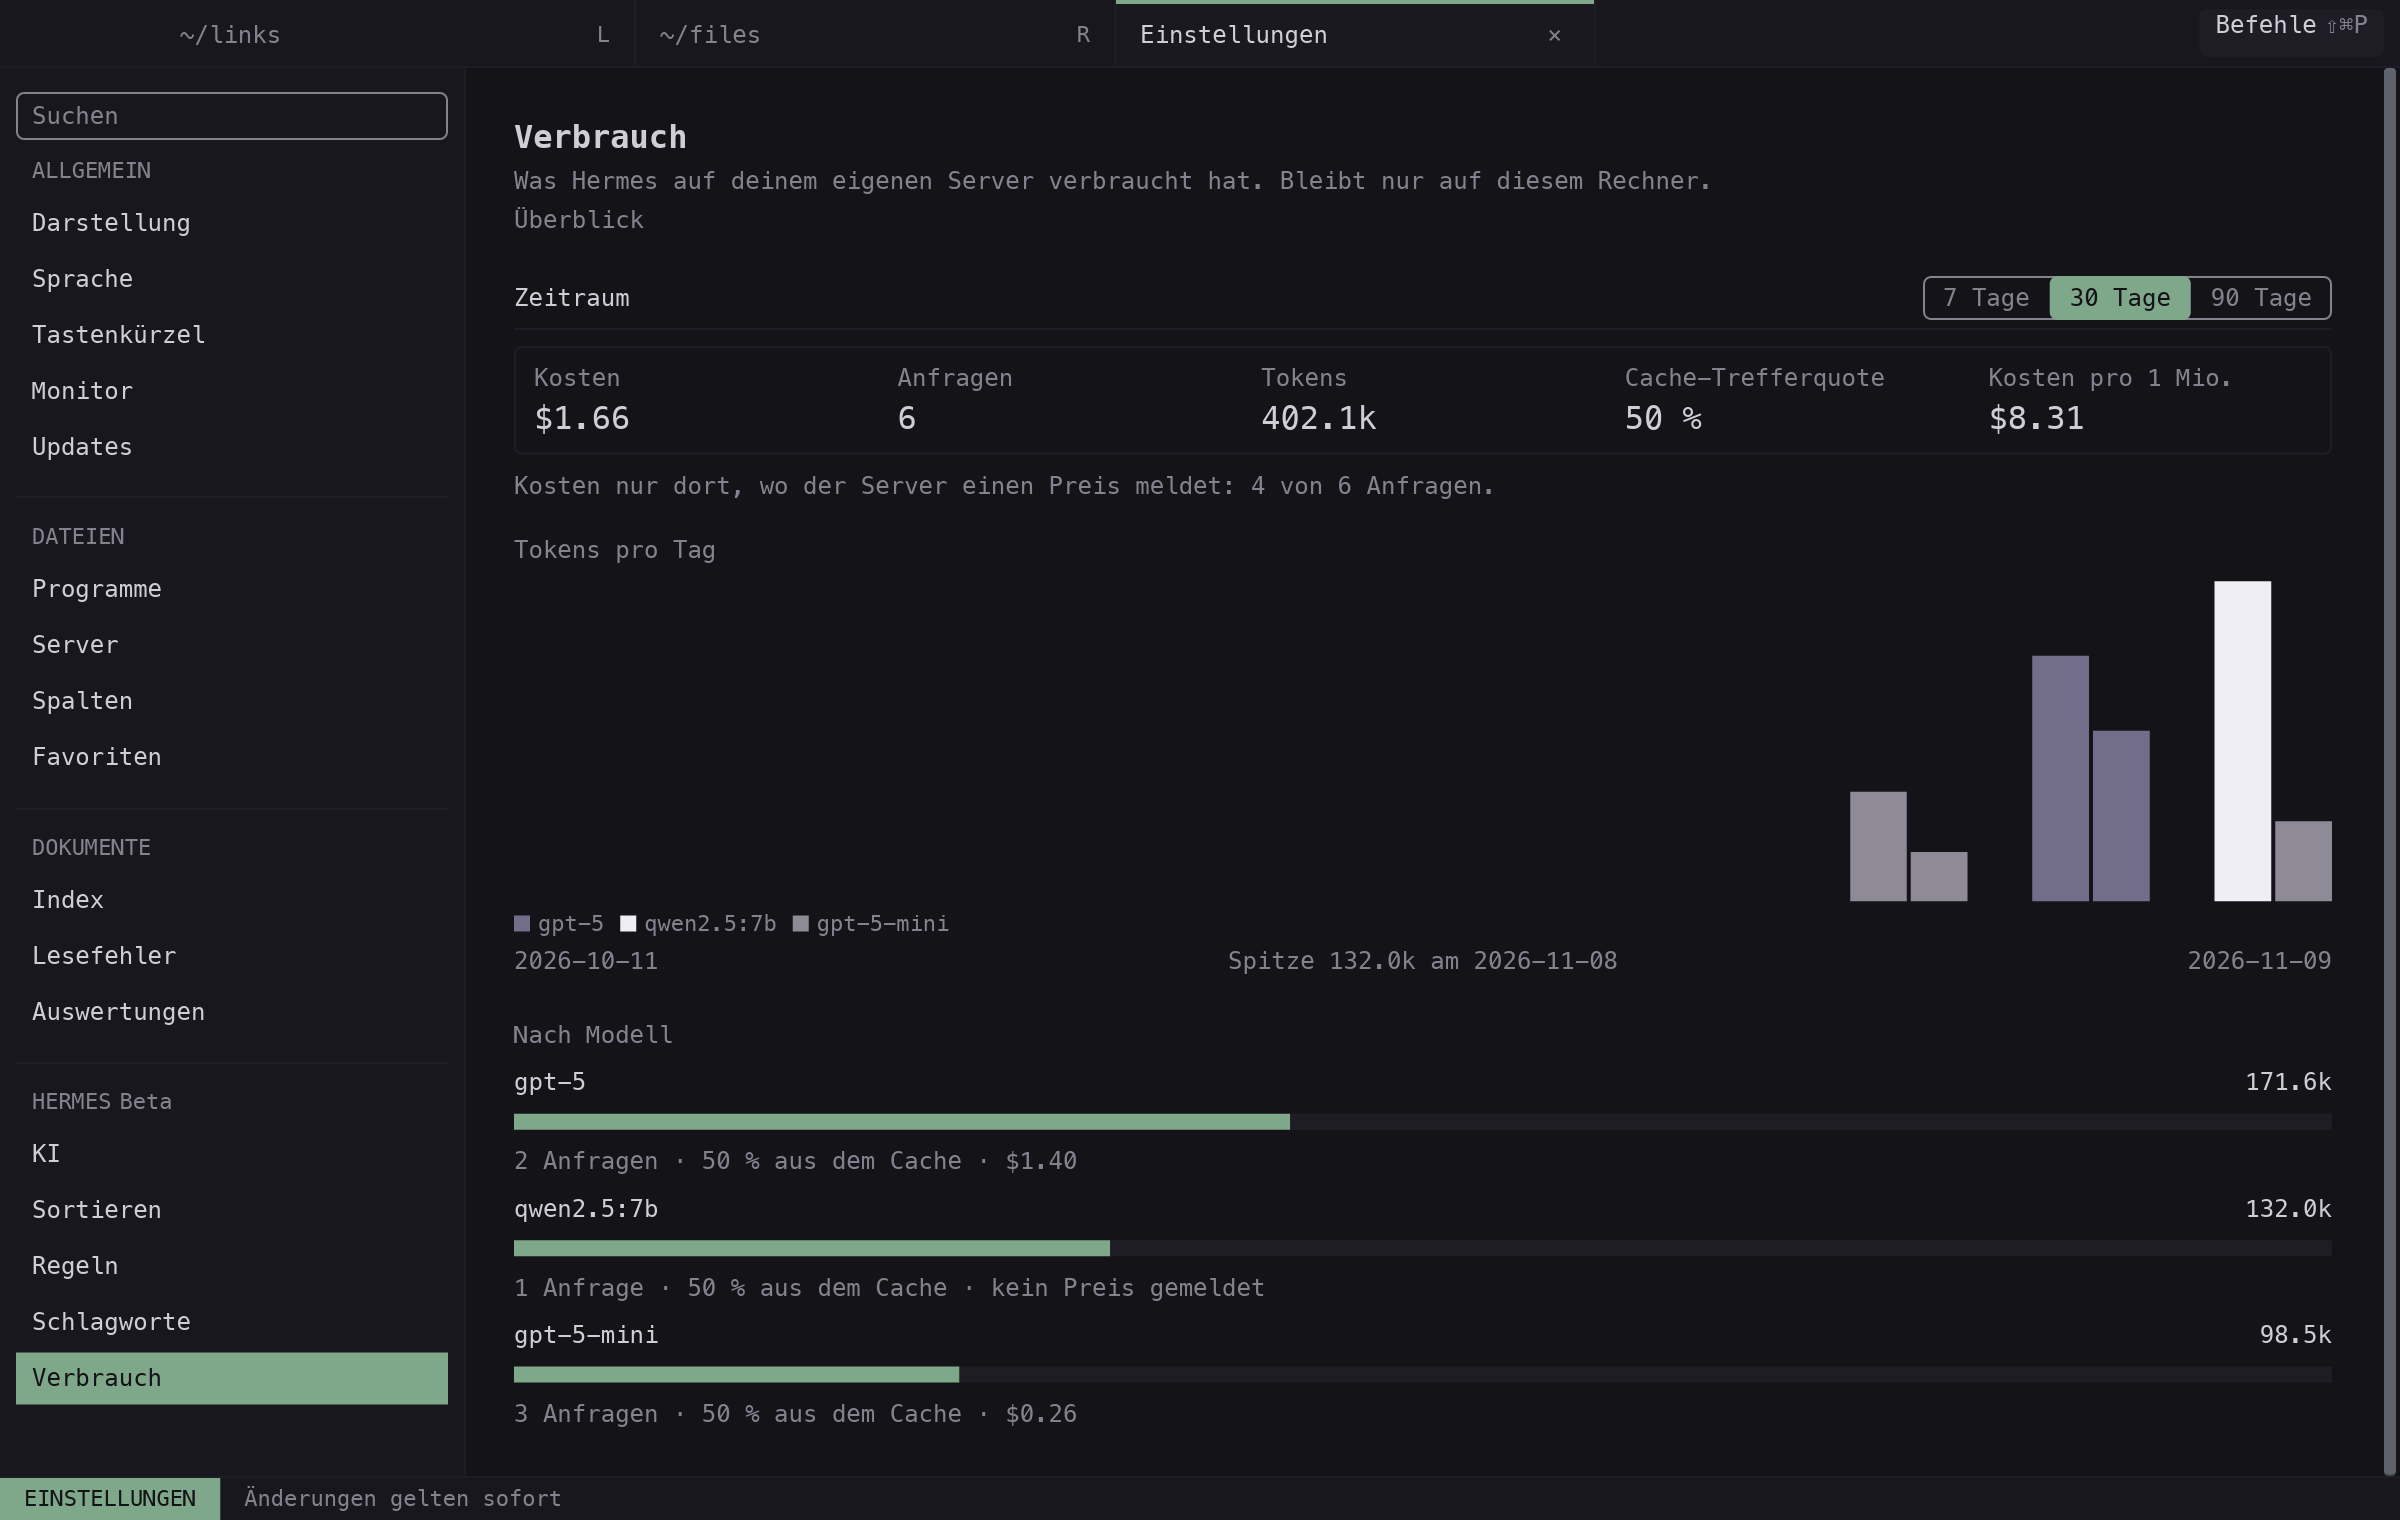 ~/links L ~/files R Einstellungen × Befehle ⇧⌘P
Suchen
ALLGEMEIN
Darstellung
Sprache
Tastenkürzel
Monitor
Updates
DATEIEN
Programme
Server
Spalten
Favoriten
DOKUMENTE
Index
Lesefehler
Auswertungen
HERMES Beta
KI
Sortieren
Regeln
Schlagworte
Verbrauch
Verbrauch
Was Hermes auf deinem eigenen Server verbraucht hat. Bleibt nur auf diesem Rechner.
Überblick
Zeitraum 7 Tage 30 Tage 90 Tage
Kosten Anfragen Tokens Cache-Trefferquote Kosten pro 1 Mio.
$1.66 6 402.1k 50 % $8.31
Kosten nur dort, wo der Server einen Preis meldet: 4 von 6 Anfragen.
Tokens pro Tag
gpt-5 qwen2.5:7b gpt-5-mini
2026-10-11 Spitze 132.0k am 2026-11-08 2026-11-09
Nach Modell
gpt-5 171.6k
2 Anfragen · 50 % aus dem Cache · $1.40
qwen2.5:7b 132.0k
1 Anfrage · 50 % aus dem Cache · kein Preis gemeldet
gpt-5-mini 98.5k
3 Anfragen · 50 % aus dem Cache · $0.26
EINSTELLUNGEN Änderungen gelten sofort